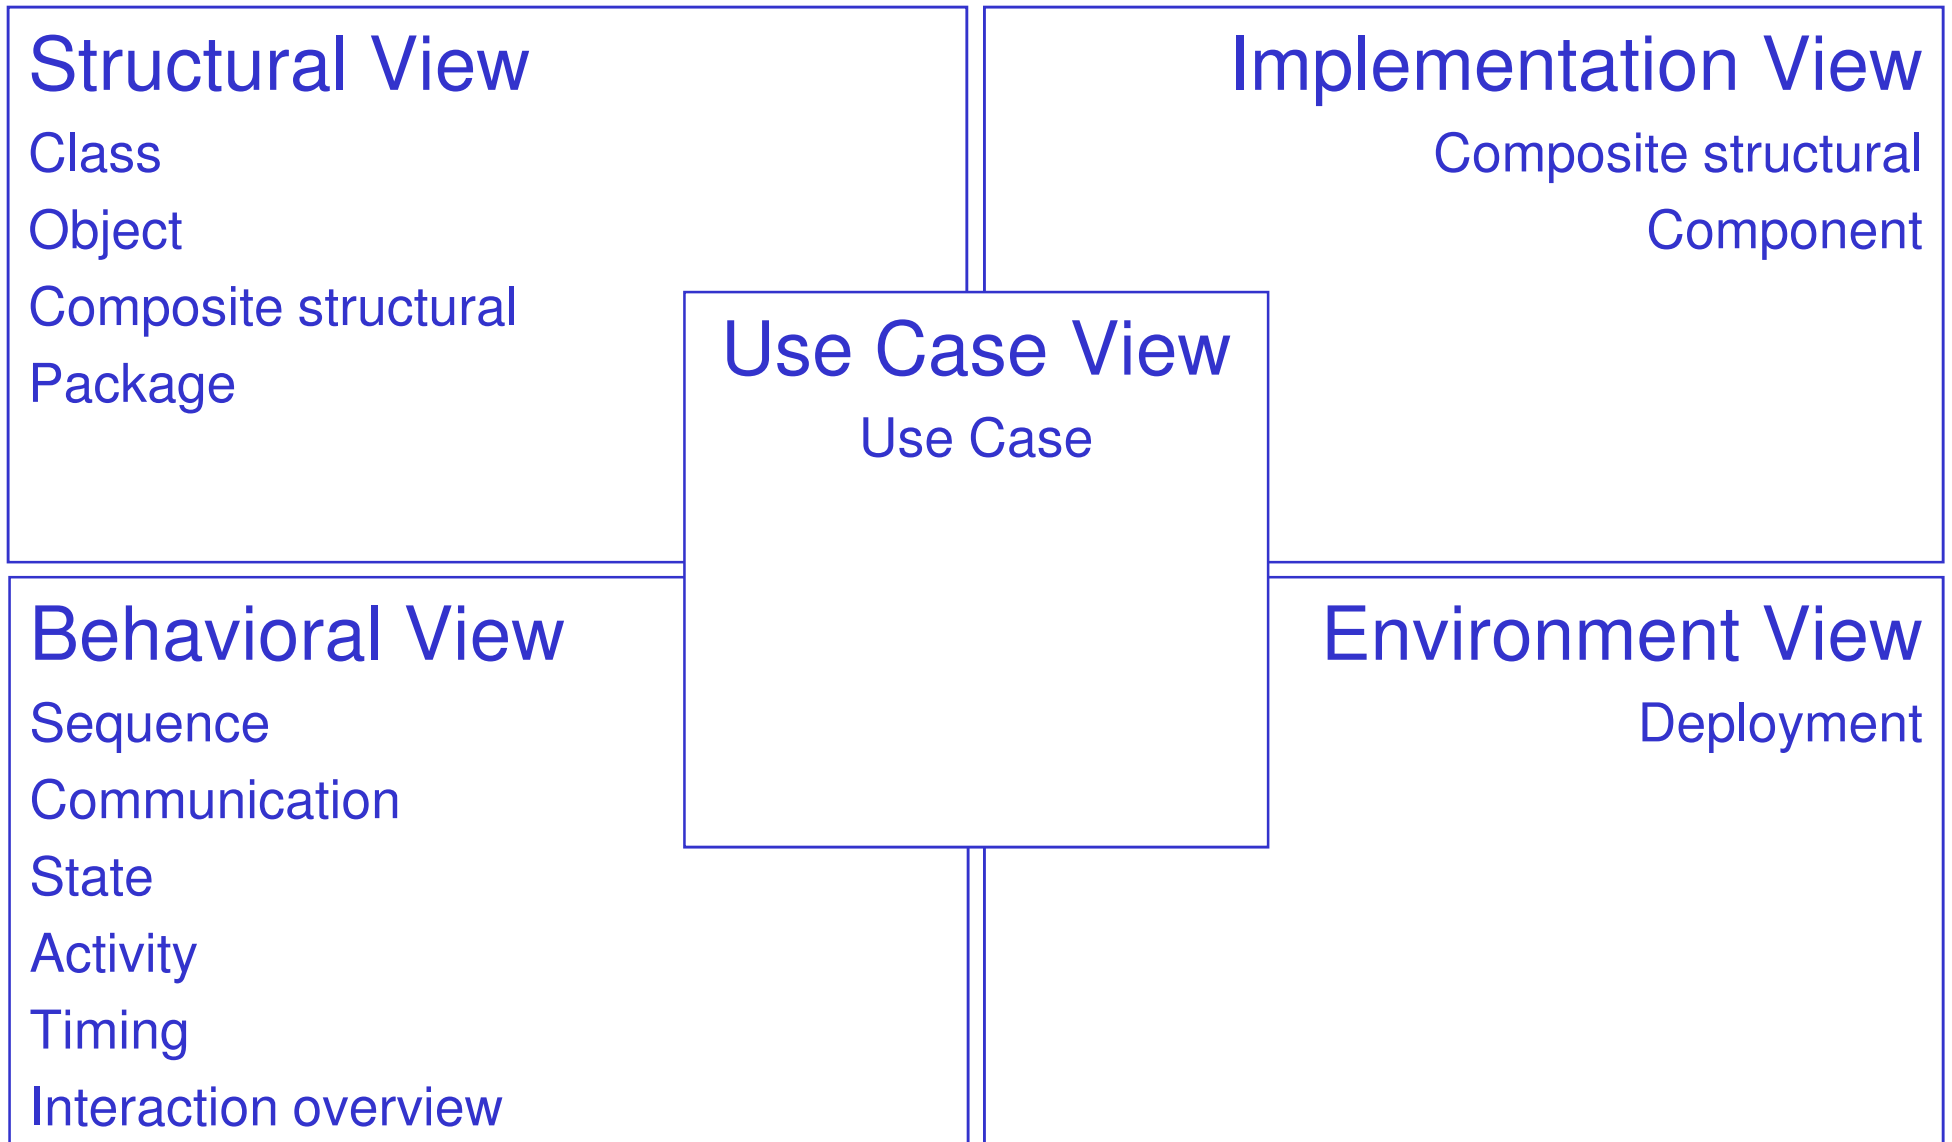 Structural View
Class
Object
Composite structural
Package
Implementation View
Composite structural
Component
Use Case View
Use Case
Behavioral View
Sequence
Communication
State
Activity
Timing
Interaction overview
Environment View
Deployment